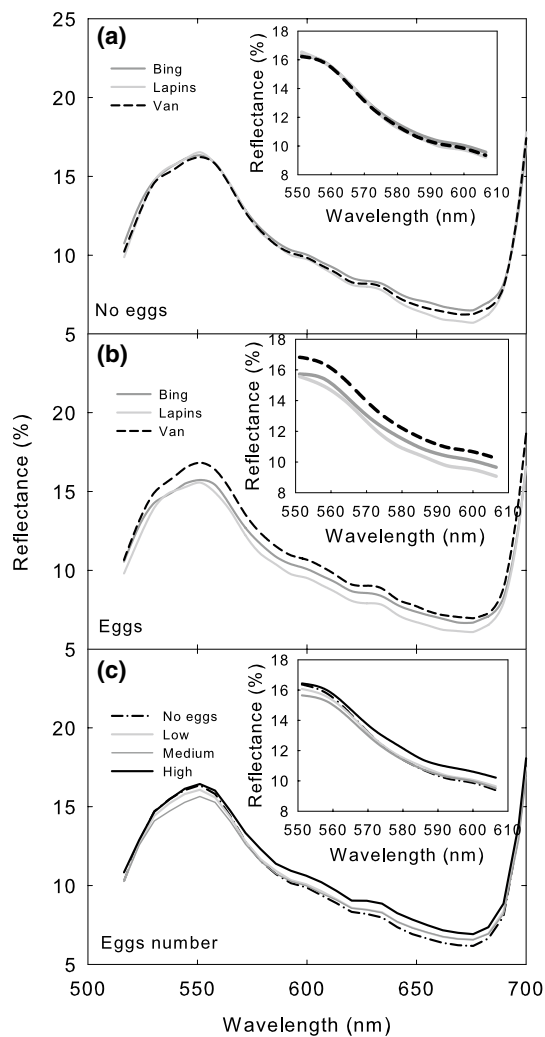 (a)
Bing
Lapins
Van
No eggs
25
20
15
10
5
Reflectance (%)
18
16
14
12
10
8
550 560 570 580 590 600 610
Wavelength (nm)
(b)
Bing
Lapins
Van
Eggs
20
15
10
5
Reflectance (%)
18
16
14
12
10
8
550 560 570 580 590 600 610
Wavelength (nm)
Reflectance (%)
(c)
No eggs
Low
Medium
High
Eggs number
20
15
10
5
Reflectance (%)
18
16
14
12
10
8
550 560 570 580 590 600 610
Wavelength (nm)
500 550 600 650 700
Wavelength (nm)